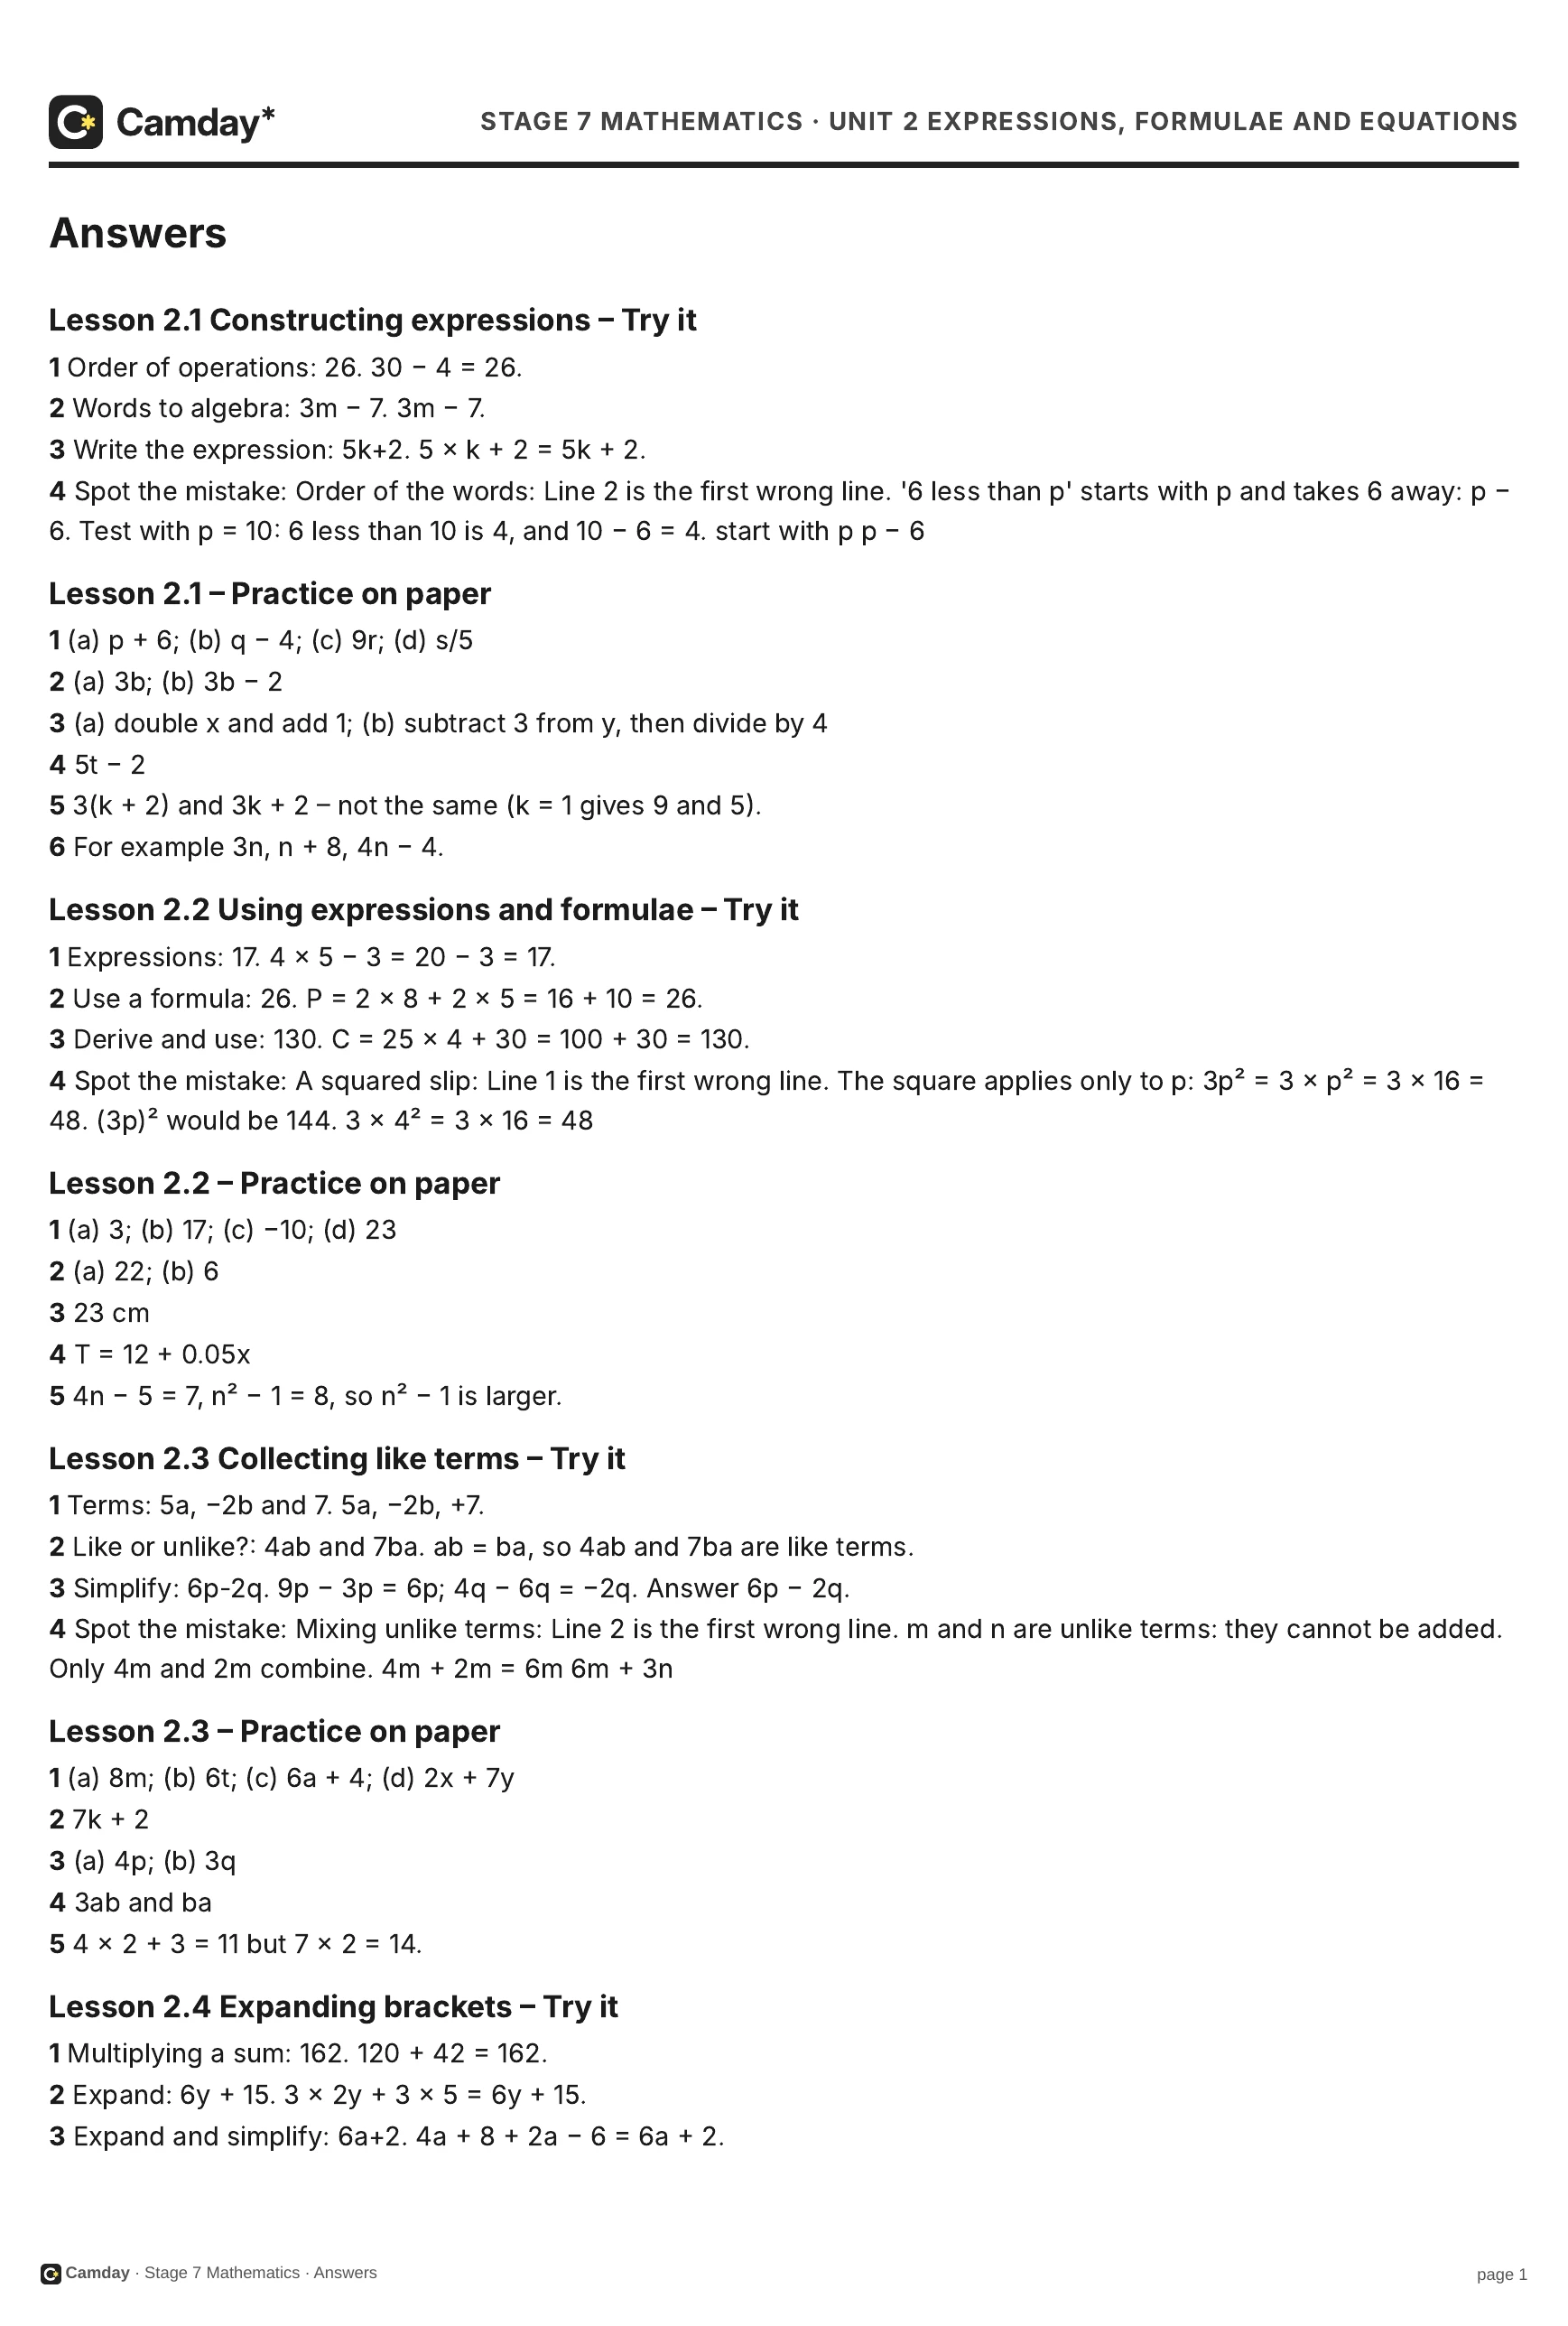 Camday*
STAGE 7 MATHEMATICS · UNIT 2 EXPRESSIONS, FORMULAE AND EQUATIONS
Answers
Lesson 2.1 Constructing expressions – Try it
1 Order of operations: 26. 30 − 4 = 26.
2 Words to algebra: 3m − 7. 3m − 7.
3 Write the expression: 5k+2. 5 × k + 2 = 5k + 2.
4 Spot the mistake: Order of the words: Line 2 is the first wrong line. '6 less than p' starts with p and takes 6 away: p −
6. Test with p = 10: 6 less than 10 is 4, and 10 − 6 = 4. start with p p − 6
Lesson 2.1 – Practice on paper
1 (a) p + 6; (b) q − 4; (c) 9r; (d) s/5
2 (a) 3b; (b) 3b − 2
3 (a) double x and add 1; (b) subtract 3 from y, then divide by 4
4 5t − 2
5 3(k + 2) and 3k + 2 – not the same (k = 1 gives 9 and 5).
6 For example 3n, n + 8, 4n − 4.
Lesson 2.2 Using expressions and formulae – Try it
1 Expressions: 17. 4 × 5 − 3 = 20 − 3 = 17.
2 Use a formula: 26. P = 2 × 8 + 2 × 5 = 16 + 10 = 26.
3 Derive and use: 130. C = 25 × 4 + 30 = 100 + 30 = 130.
4 Spot the mistake: A squared slip: Line 1 is the first wrong line. The square applies only to p: 3p² = 3 × p² = 3 × 16 =
48. (3p)² would be 144. 3 × 4² = 3 × 16 = 48
Lesson 2.2 – Practice on paper
1 (a) 3; (b) 17; (c) −10; (d) 23
2 (a) 22; (b) 6
3 23 cm
4 T = 12 + 0.05x
5 4n − 5 = 7, n² − 1 = 8, so n² − 1 is larger.
Lesson 2.3 Collecting like terms – Try it
1 Terms: 5a, −2b and 7. 5a, −2b, +7.
2 Like or unlike?: 4ab and 7ba. ab = ba, so 4ab and 7ba are like terms.
3 Simplify: 6p-2q. 9p − 3p = 6p; 4q − 6q = −2q. Answer 6p − 2q.
4 Spot the mistake: Mixing unlike terms: Line 2 is the first wrong line. m and n are unlike terms: they cannot be added.
Only 4m and 2m combine. 4m + 2m = 6m 6m + 3n
Lesson 2.3 – Practice on paper
1 (a) 8m; (b) 6t; (c) 6a + 4; (d) 2x + 7y
2 7k + 2
3 (a) 4p; (b) 3q
4 3ab and ba
5 4 × 2 + 3 = 11 but 7 × 2 = 14.
Lesson 2.4 Expanding brackets – Try it
1 Multiplying a sum: 162. 120 + 42 = 162.
2 Expand: 6y + 15. 3 × 2y + 3 × 5 = 6y + 15.
3 Expand and simplify: 6a+2. 4a + 8 + 2a − 6 = 6a + 2.
Camday · Stage 7 Mathematics · Answers
page 1